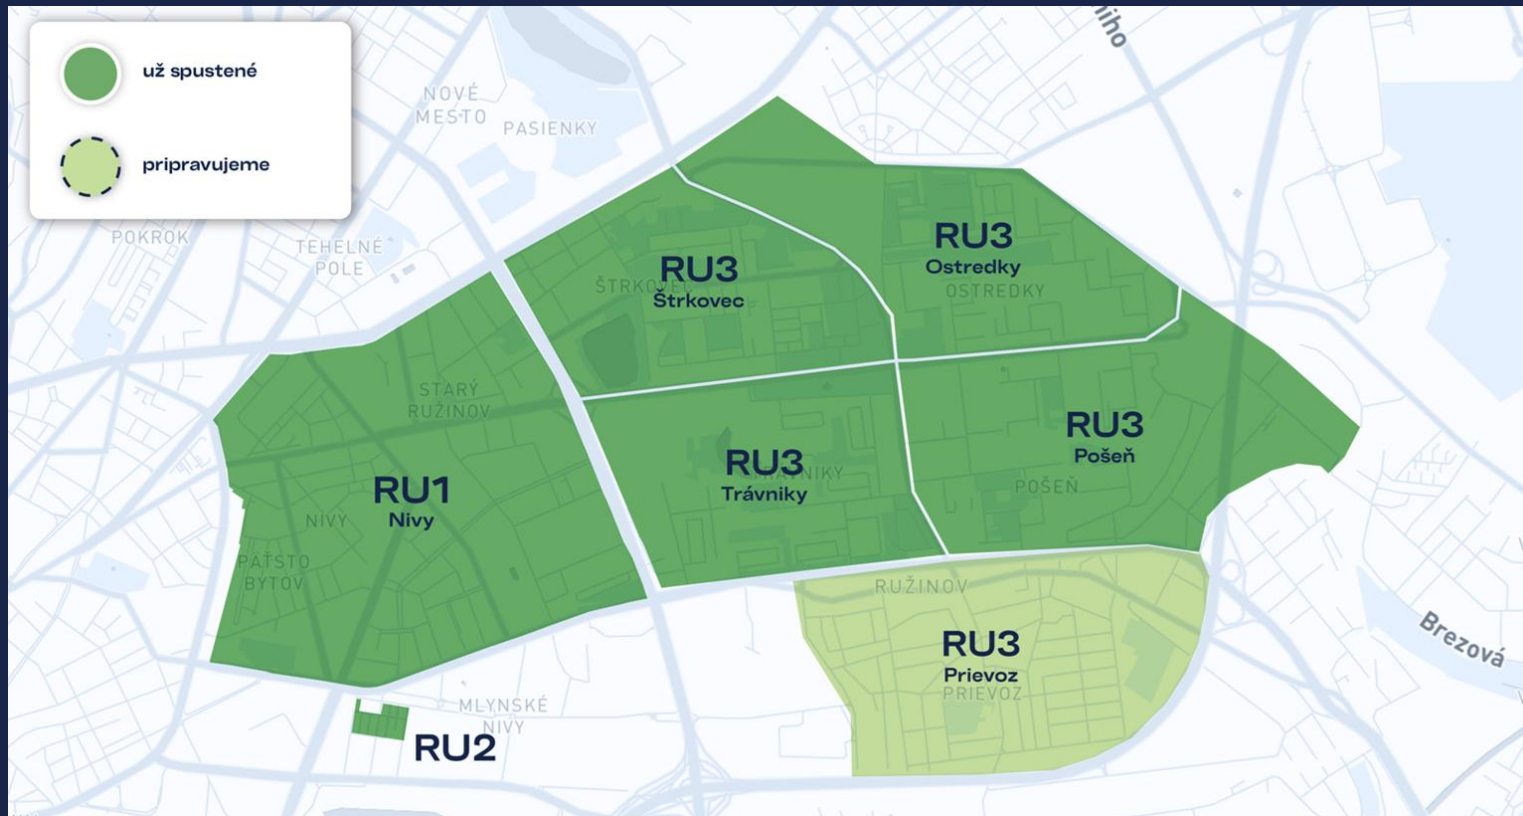 už spustené
pripravujeme
NOVÉ
MESTO
PASIENKY
POKROK
TEHELNÉ
POLE
RU3
Ostredky
OSTREDKY
RU3
ŠTRKOVEC
Štrkovec
STARÝ
RUŽINOV
RU3
Pošeň
POŠEŇ
RU3
TRÁVNIKY
Trávniky
RU1
Nivy
NIVY
PÄŤSTO
BYTOV
RUŽINOV
RU3
Prievoz
PRIEVOZ
Brezová
MLYNSKÉ
NIVY
RU2